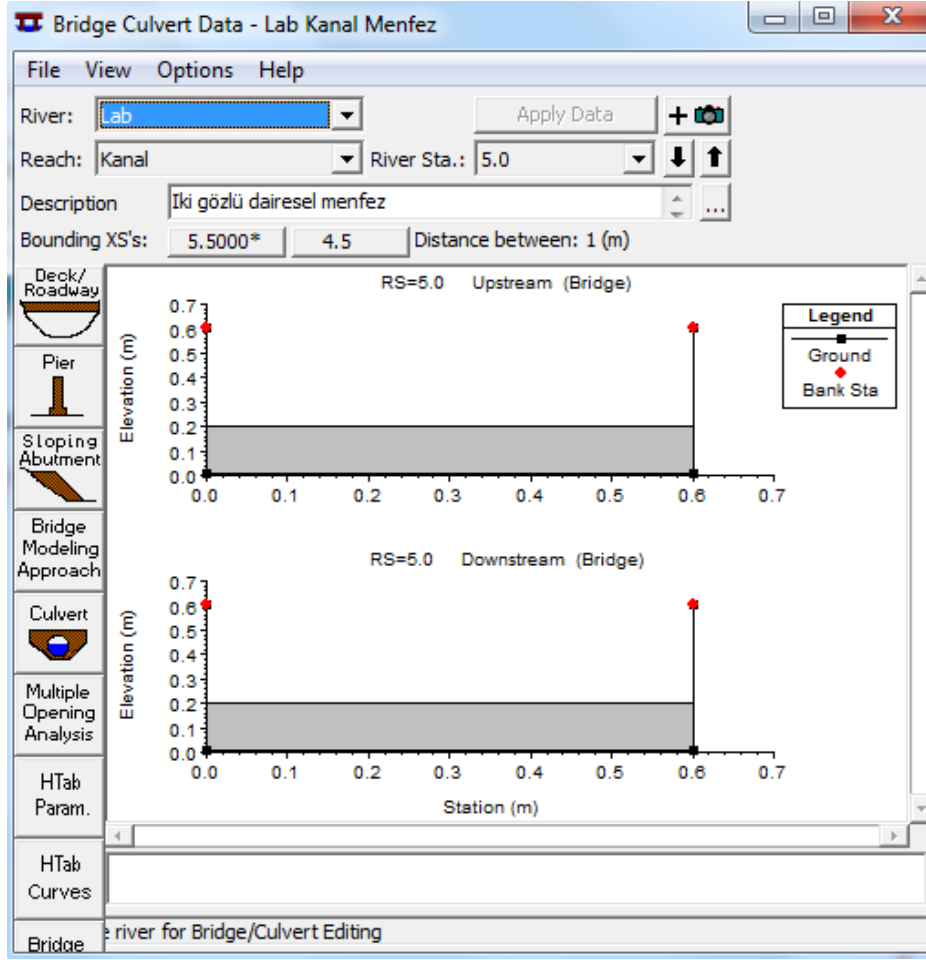 Bridge Culvert Data - Lab Kanal Menfez
File View Options Help
River: Lab Apply Data
Reach: Kanal River Sta.: 5.0
Description Iki gözlü dairesel menfez ...
Bounding XS's: 5.5000* 4.5 Distance between: 1 (m)
Deck/
Roadway
Pier
Sloping
Abutment
Bridge
Modeling
Approach
Culvert
Multiple
Opening
Analysis
HTab
Param.
HTab
Curves
Bridge
RS=5.0 Upstream (Bridge)
Elevation (m)
0.7
0.6
0.5
0.4
0.3
0.2
0.1
0.0
0.0 0.1 0.2 0.3 0.4 0.5 0.6 0.7
Legend
Ground
Bank Sta
RS=5.0 Downstream (Bridge)
Elevation (m)
0.7
0.6
0.5
0.4
0.3
0.2
0.1
0.0
0.0 0.1 0.2 0.3 0.4 0.5 0.6 0.7
Station (m)
river for Bridge/Culvert Editing